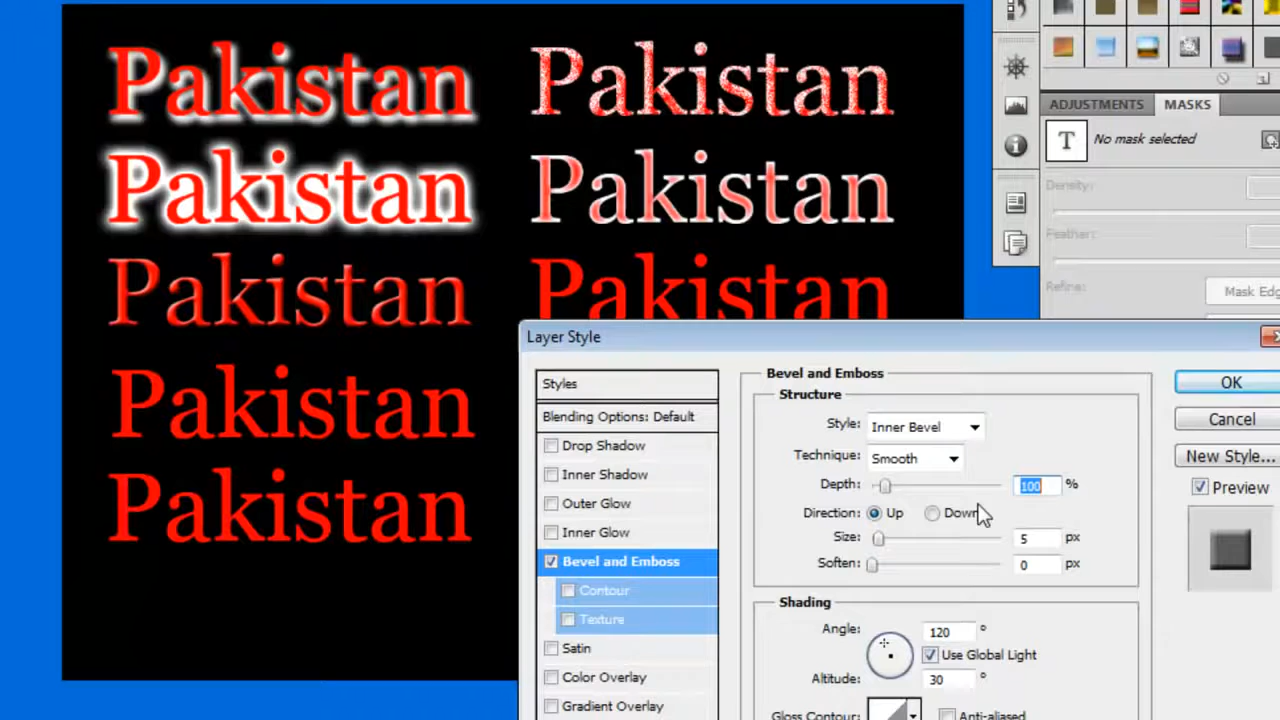 Pakistan Pakistan
Pakistan Pakistan
Pakistan Pakistan
Pakistan
Pakistan
ADJUSTMENTS MASKS
T No mask selected
Density:
Feather:
Refine:
Mask Edg
Layer Style
Styles
Blending Options: Default
Drop Shadow
Inner Shadow
Outer Glow
Inner Glow
Bevel and Emboss
Contour
Texture
Satin
Color Overlay
Gradient Overlay
Bevel and Emboss
Structure
Style: Inner Bevel
Technique: Smooth
Depth: 100 %
Direction: Up Down
Size: 5 px
Soften: 0 px
Shading
Angle: 120 °
Use Global Light
Altitude: 30 °
Gloss Contour: Anti-aliased
OK
Cancel
New Style...
Preview